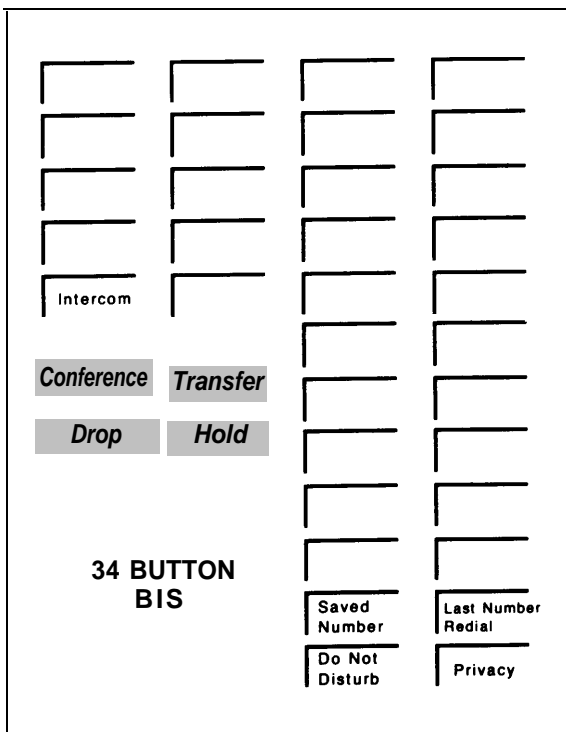 Intercom
Conference
Transfer
Drop
Hold
34 BUTTON
BIS
Saved
Number
Last Number
Redial
Do Not
Disturb
Privacy